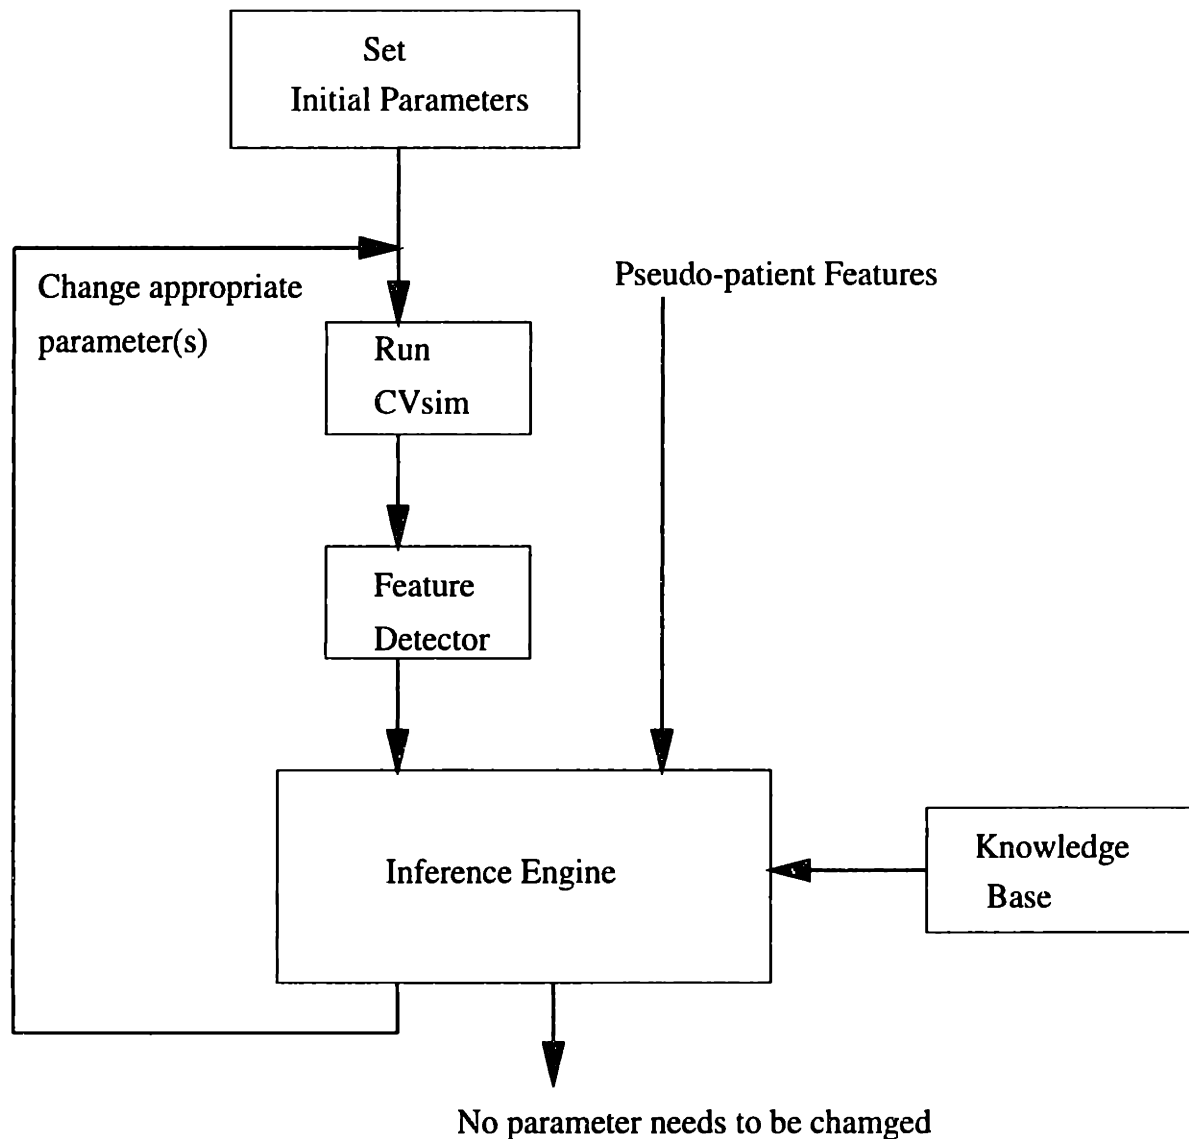 Set
Initial Parameters
Change appropriate
parameter(s)
Pseudo-patient Features
Run
CVsim
Feature
Detector
Inference Engine
Knowledge
Base
No parameter needs to be chamged